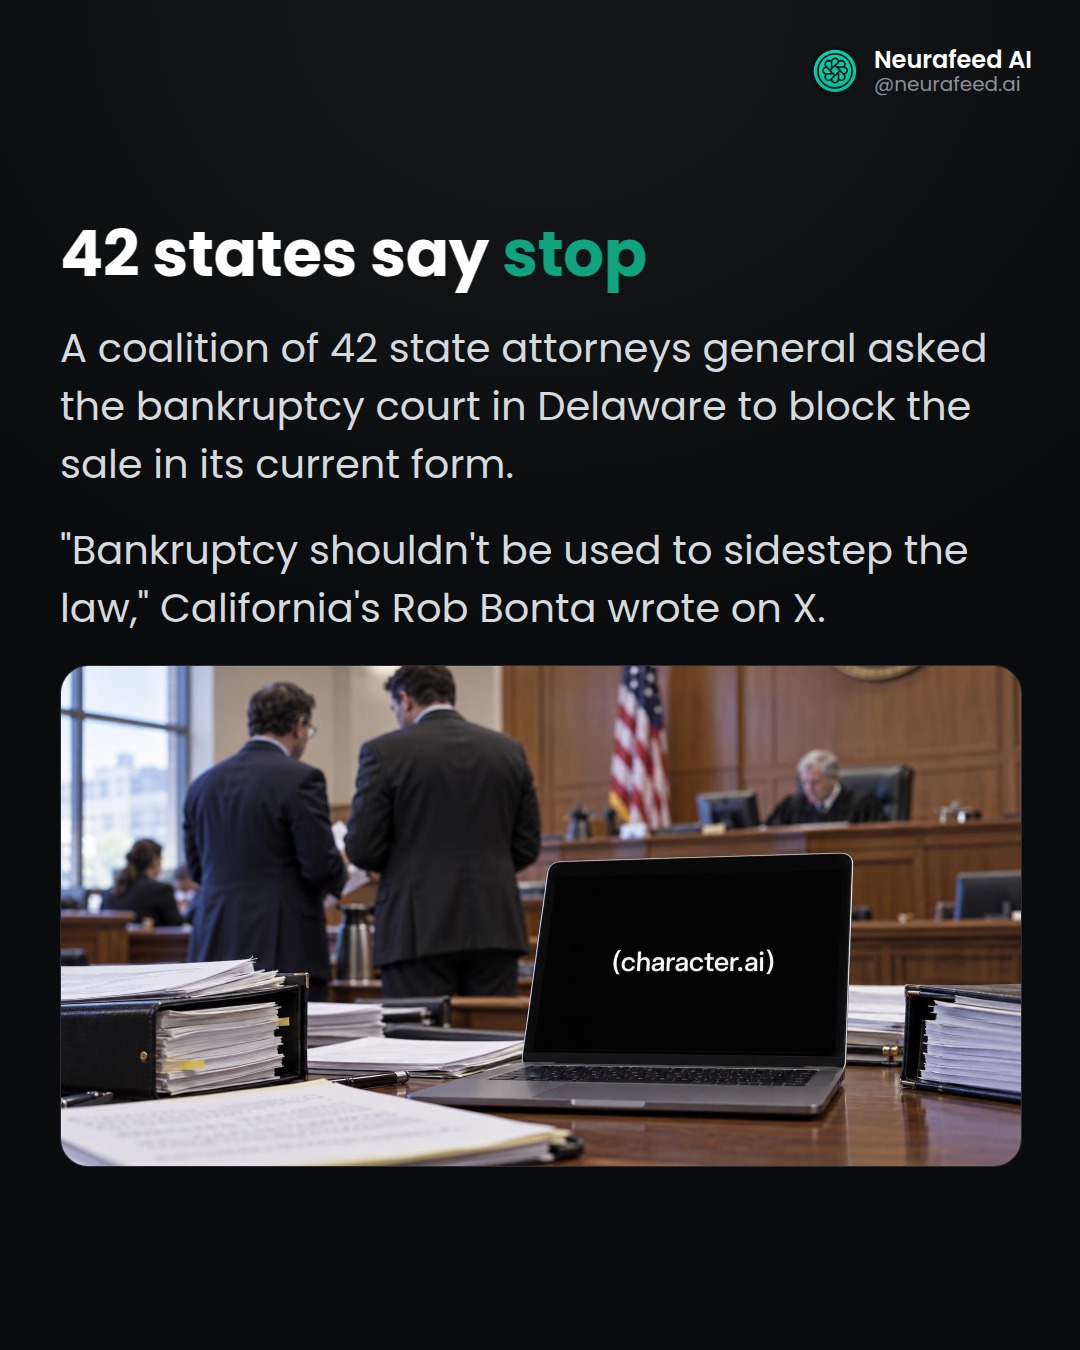 Neurafeed AI
@neurafeed.ai
42 states say stop
A coalition of 42 state attorneys general asked
the bankruptcy court in Delaware to block the
sale in its current form.
"Bankruptcy shouldn't be used to sidestep the
law," California's Rob Bonta wrote on X.
(character.ai)